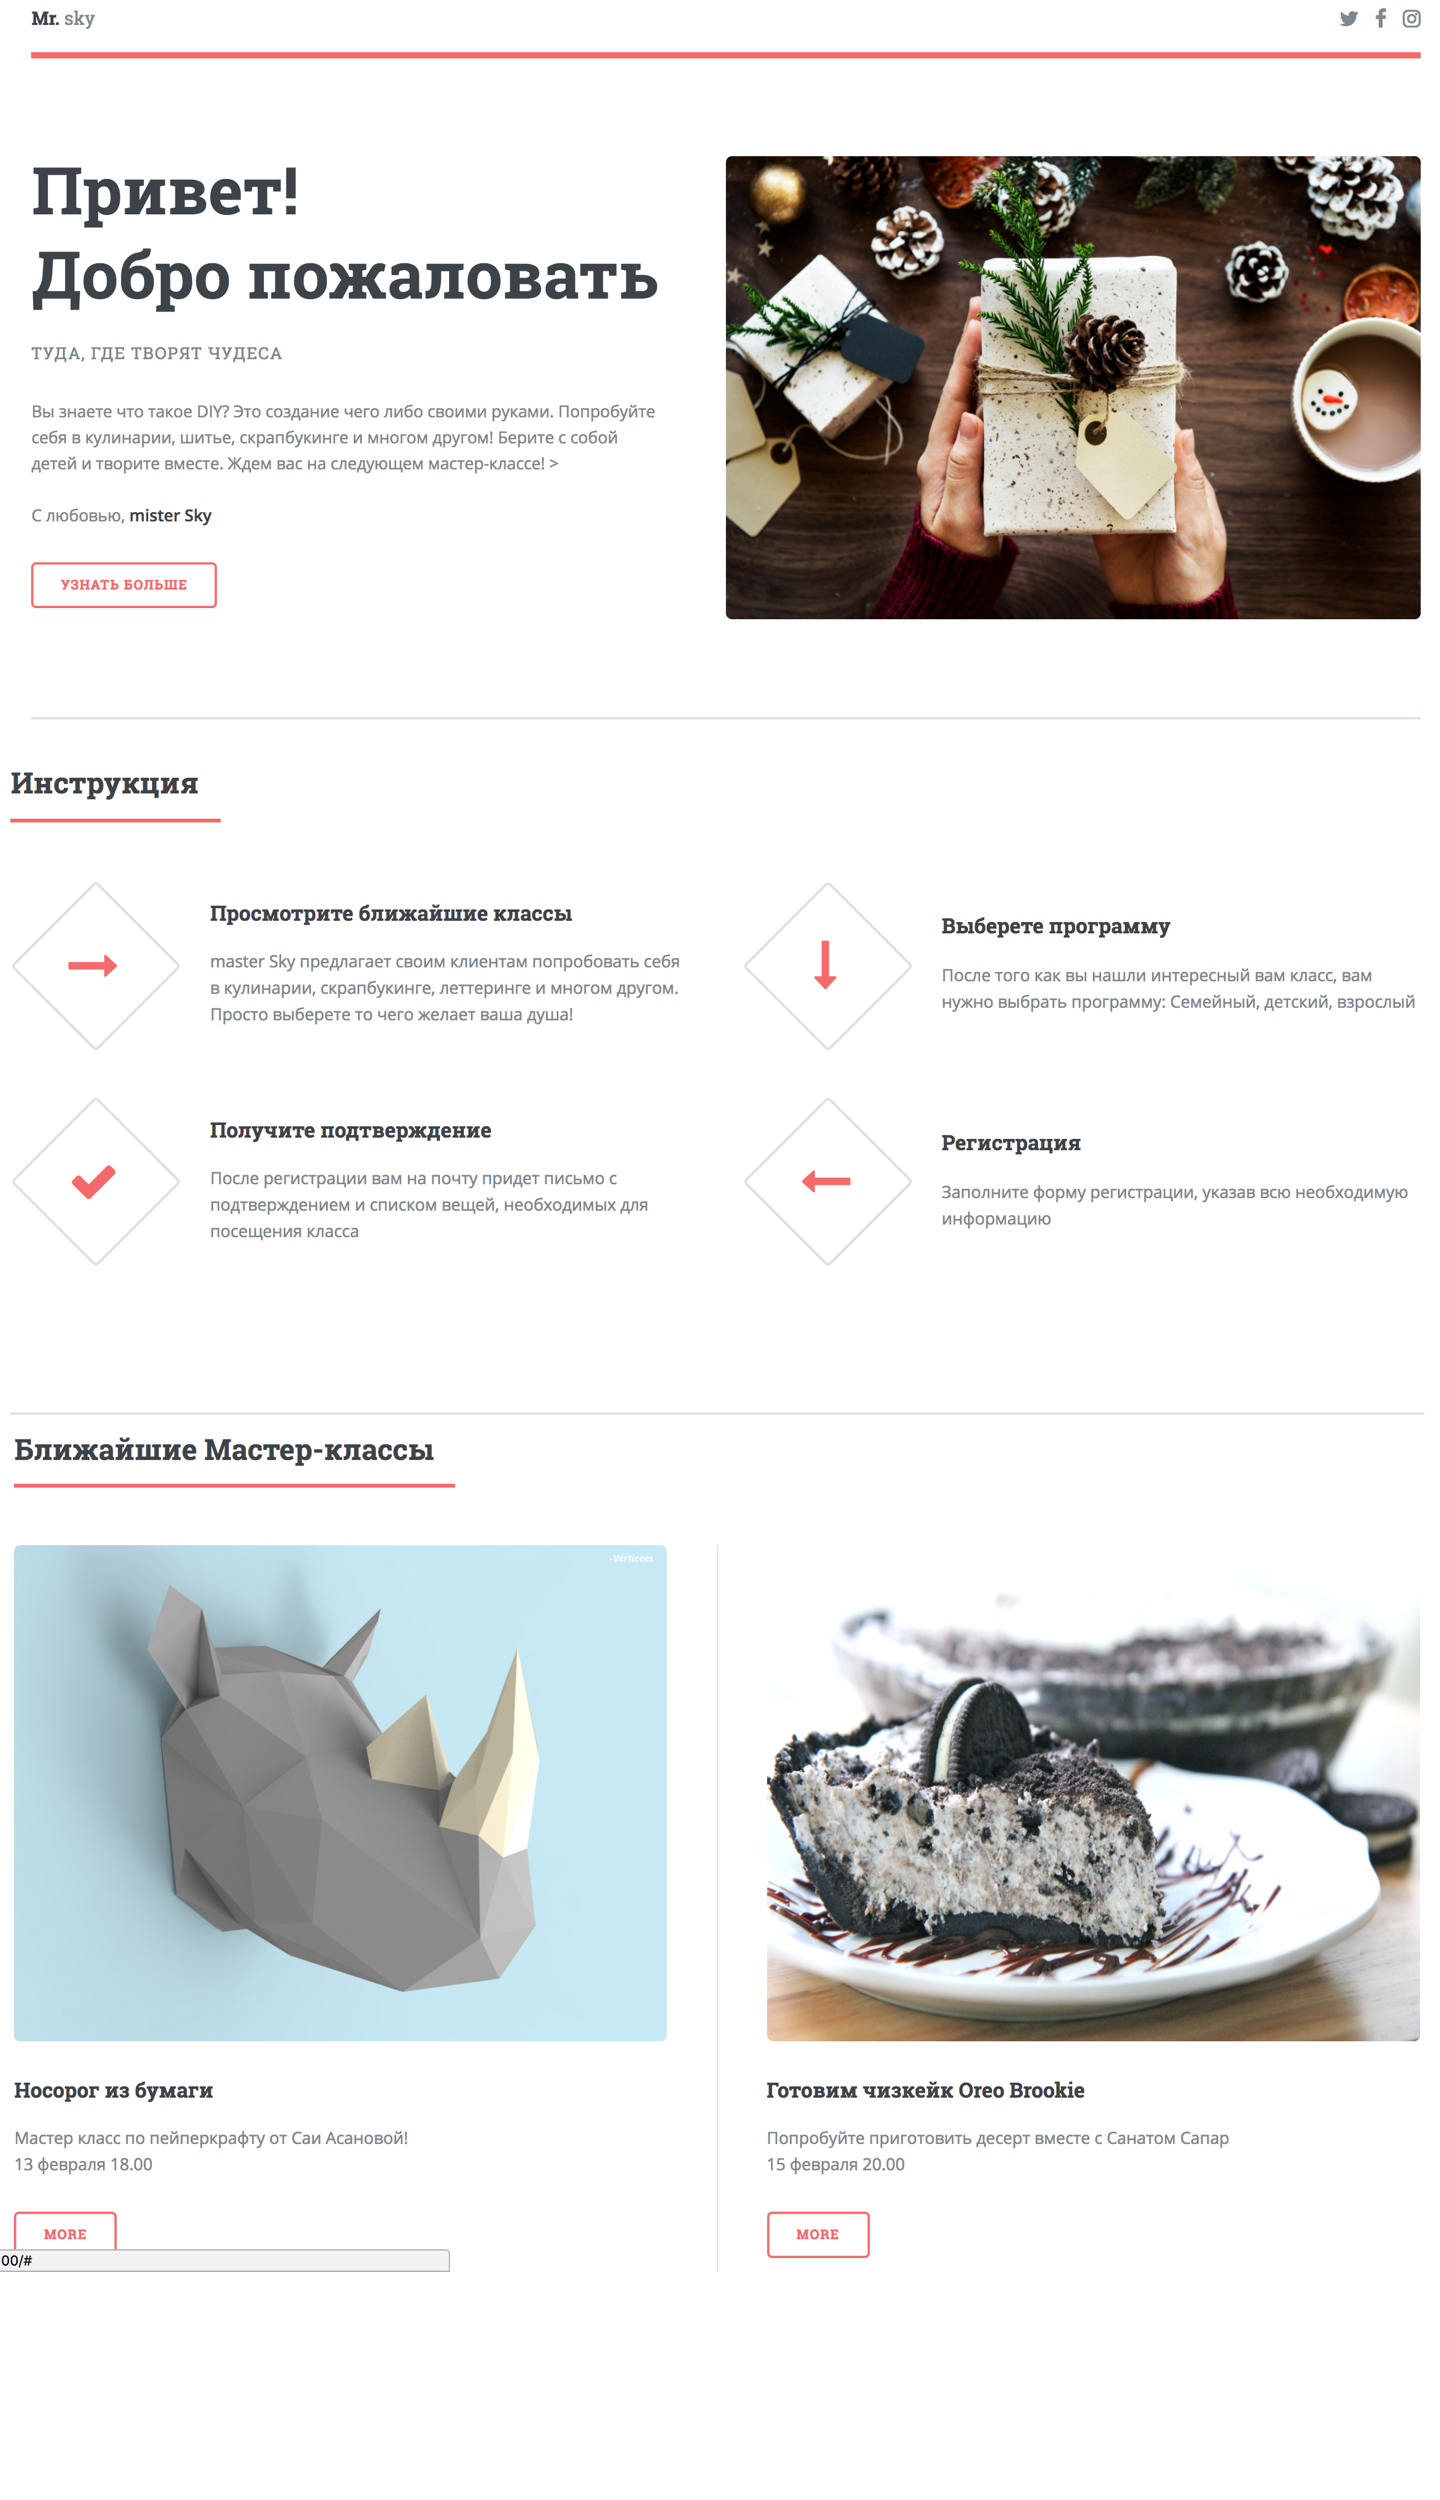 Mr. sky
Привет!
Добро пожаловать
ТУДА, ГДЕ ТВОРЯТ ЧУДЕСА
Вы знаете что такое DIY? Это создание чего либо своими руками. Попробуйте
себя в кулинарии, шитье, скрапбукинге и многом другом! Берите с собой
детей и творите вместе. Ждем вас на следующем мастер-классе! >
С любовью, mister Sky
УЗНАТЬ БОЛЬШЕ
Инструкция
Просмотрите ближайшие классы
master Sky предлагает своим клиентам попробовать себя
в кулинарии, скрапбукинге, леттеринге и многом другом.
Просто выберете то чего желает ваша душа!
Выберете программу
После того как вы нашли интересный вам класс, вам
нужно выбрать программу: Семейный, детский, взрослый
Получите подтверждение
После регистрации вам на почту придет письмо с
подтверждением и списком вещей, необходимых для
посещения класса
Регистрация
Заполните форму регистрации, указав всю необходимую
информацию
Ближайшие Мастер-классы
-Verticees
Носорог из бумаги
Мастер класс по пейперкрафту от Саи Асановой!
13 февраля 18.00
MORE
Готовим чизкейк Oreo Brookie
Попробуйте приготовить десерт вместе с Санатом Сапар
15 февраля 20.00
MORE
00/#